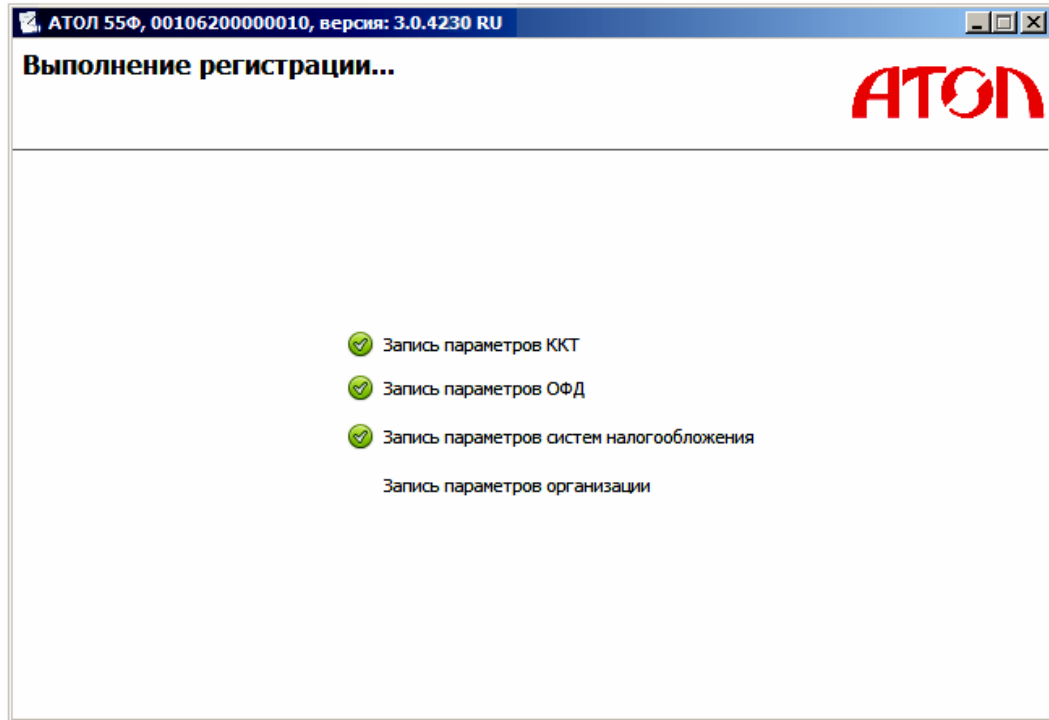 АТОЛ 55Ф, 00106200000010, версия: 3.0.4230 RU
Выполнение регистрации...
АТОЛ
Запись параметров ККТ
Запись параметров ОФД
Запись параметров систем налогообложения
Запись параметров организации